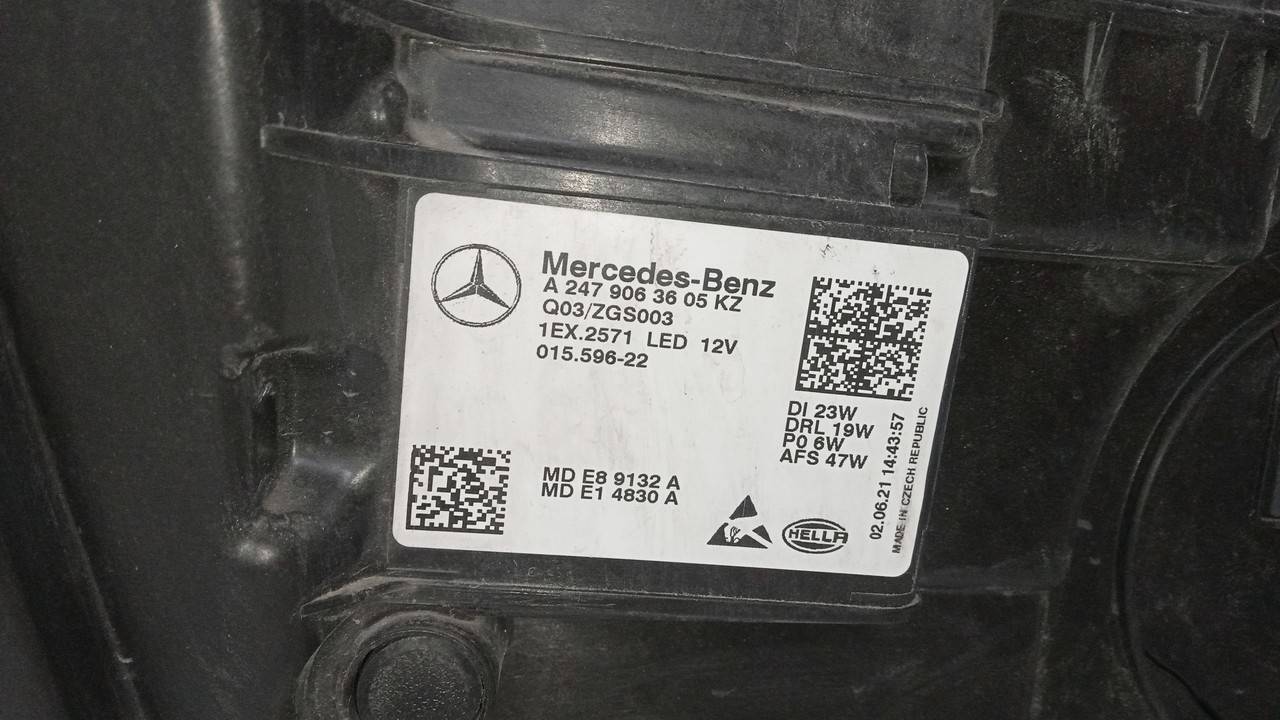 Mercedes-Benz
A 247 906 36 05 KZ
Q03/ZGS003
1EX.2571 LED 12V
015.596-22
DI 23W
DRL 19W
P0 6W
AFS 47W
MD E8 9132 A
MD E1 4830 A
HELLA
02.06.21 14:43:57
MADE IN CZECH REPUBLIC